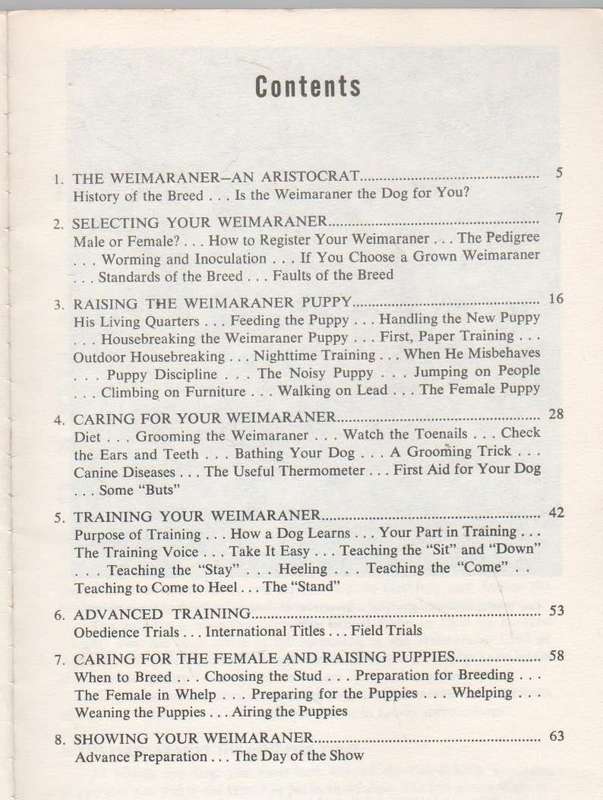 Contents
1. THE WEIMARANER—AN ARISTOCRAT............................................ 5
History of the Breed . . . Is the Weimaraner the Dog for You?
2. SELECTING YOUR WEIMARANER.................................................... 7
Male or Female? . . . How to Register Your Weimaraner . . . The Pedigree
. . . Worming and Inoculation . . . If You Choose a Grown Weimaraner
. . . Standards of the Breed . . . Faults of the Breed
3. RAISING THE WEIMARANER PUPPY.............................................. 16
His Living Quarters . . . Feeding the Puppy . . . Handling the New Puppy
. . . Housebreaking the Weimaraner Puppy . . . First, Paper Training . . .
Outdoor Housebreaking . . . Nighttime Training . . . When He Misbehaves
. . . Puppy Discipline . . . The Noisy Puppy . . . Jumping on People
. . . Climbing on Furniture . . . Walking on Lead . . . The Female Puppy
4. CARING FOR YOUR WEIMARANER.................................................. 28
Diet . . . Grooming the Weimaraner . . . Watch the Toenails . . . Check
the Ears and Teeth . . . Bathing Your Dog . . . A Grooming Trick . . .
Canine Diseases . . . The Useful Thermometer . . . First Aid for Your Dog
. . . Some “Buts”
5. TRAINING YOUR WEIMARANER...................................................... 42
Purpose of Training . . . How a Dog Learns . . . Your Part in Training . . .
The Training Voice . . . Take It Easy . . . Teaching the “Sit” and “Down”
. . . Teaching the “Stay” . . . Heeling . . . Teaching the “Come” . .
Teaching to Come to Heel . . . The “Stand”
6. ADVANCED TRAINING....................................................................... 53
Obedience Trials . . . International Titles . . . Field Trials
7. CARING FOR THE FEMALE AND RAISING PUPPIES..................... 58
When to Breed . . . Choosing the Stud . . . Preparation for Breeding . . .
The Female in Whelp . . . Preparing for the Puppies . . . Whelping . . .
Weaning the Puppies . . . Airing the Puppies
8. SHOWING YOUR WEIMARANER........................................................ 63
Advance Preparation . . . The Day of the Show